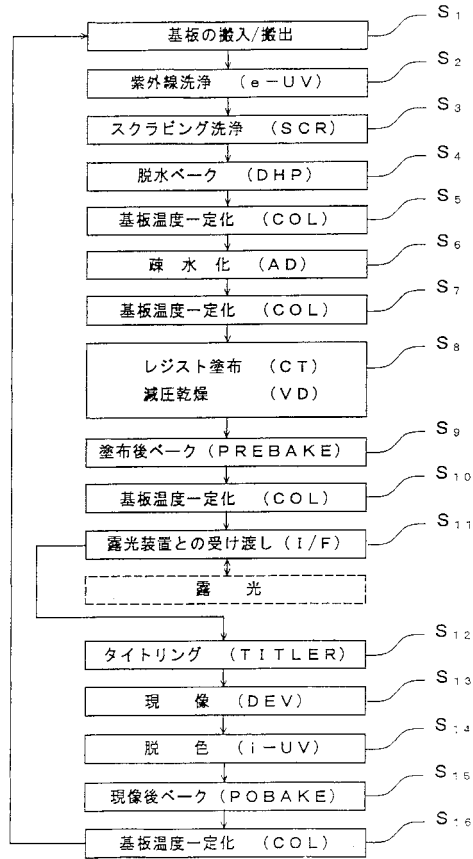 基板の搬入/搬出 S1
紫外線洗浄 (e-UV) S2
スクラビング洗浄 (SCR) S3
脱水ベーク (DHP) S4
基板温度一定化 (COL) S5
疎水化 (AD) S6
基板温度一定化 (COL) S7
レジスト塗布 (CT) S8
減圧乾燥 (VD)
塗布後ベーク (PREBAKE) S9
基板温度一定化 (COL) S10
露光装置との受け渡し (I/F) S11
露光
タイトリング (TITLER) S12
現像 (DEV) S13
脱色 (i-UV) S14
現像後ベーク (POBAKE) S15
基板温度一定化 (COL) S16